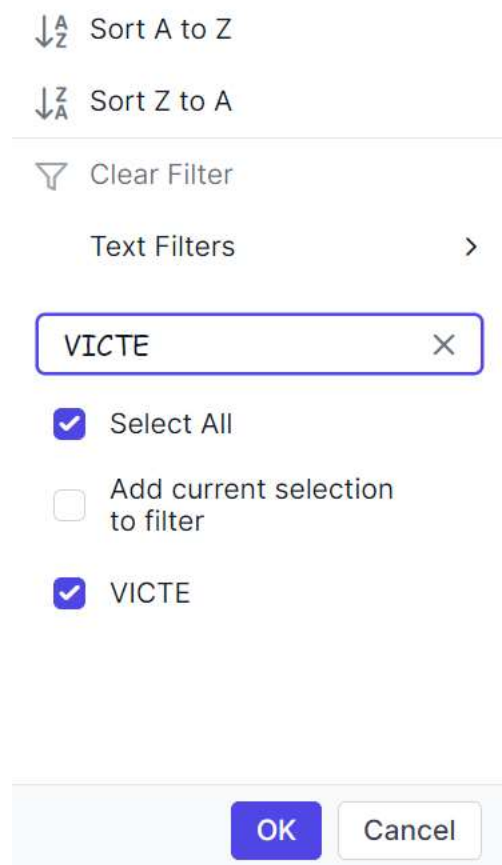 Sort A to Z
Sort Z to A
Clear Filter
Text Filters
VICTE
Select All
Add current selection
to filter
VICTE
OK
Cancel